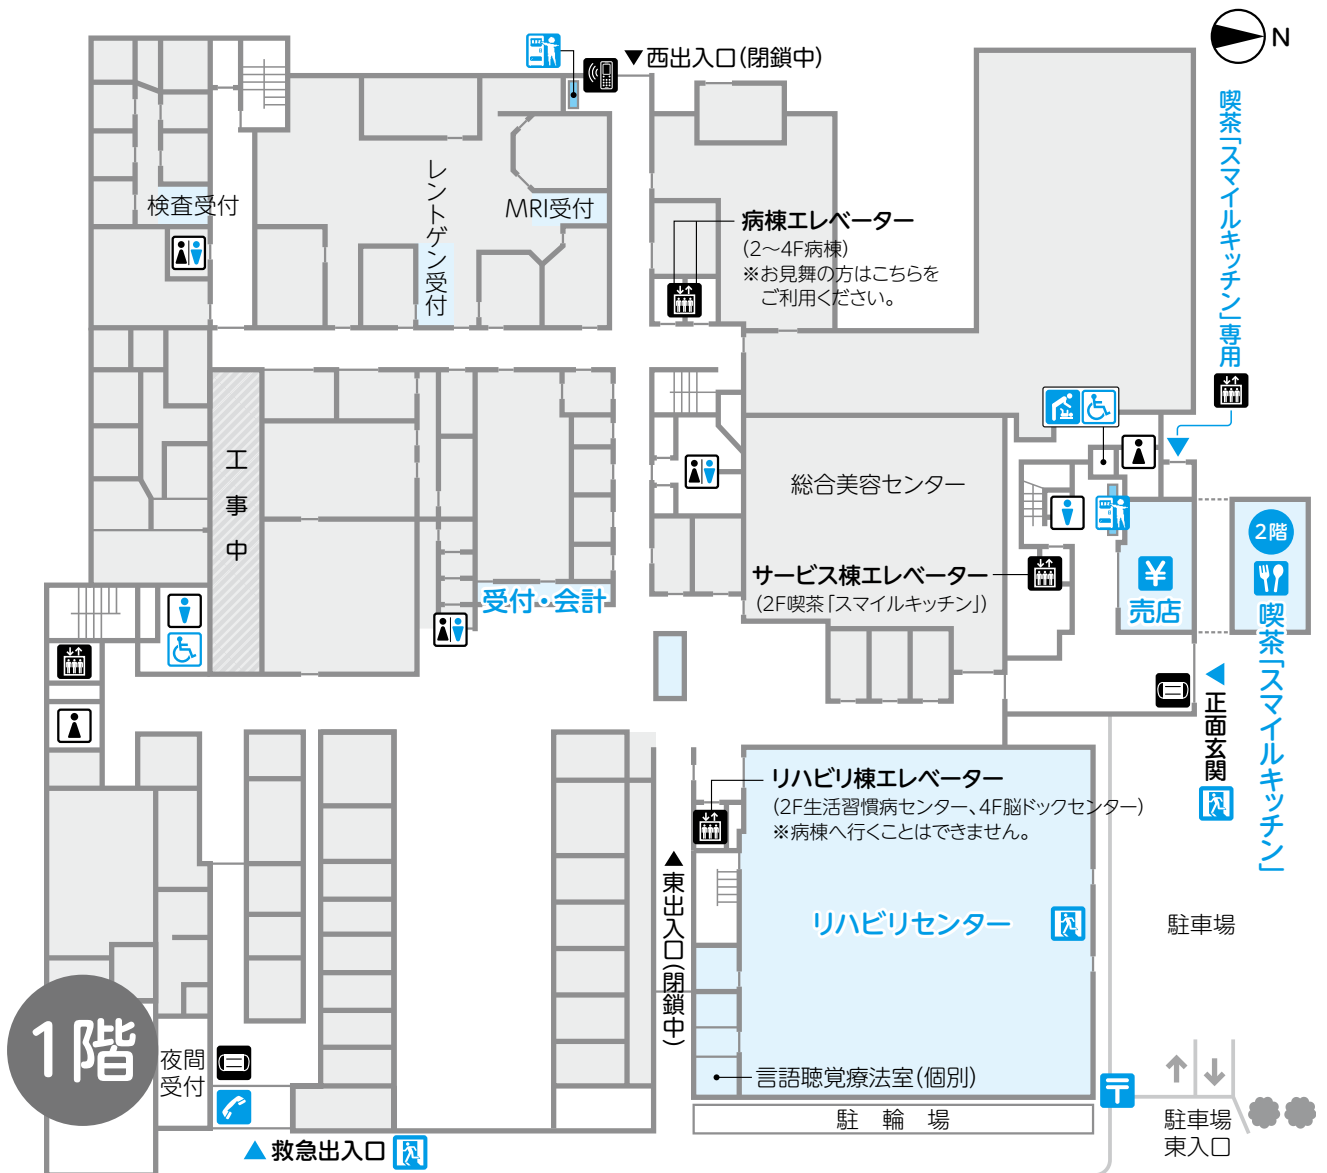 ▼西出入口(閉鎖中)
N
喫茶「スマイルキッチン」専用
検査受付
レントゲン受付
MRI受付
病棟エレベーター
(2〜4F病棟)
※お見舞の方はこちらを
ご利用ください。
工事中
総合美容センター
サービス棟エレベーター
(2F喫茶「スマイルキッチン」)
受付・会計
¥
売店
2階
喫茶「スマイルキッチン」
◀正面玄関
リハビリ棟エレベーター
(2F生活習慣病センター、4F脳ドックセンター)
※病棟へ行くことはできません。
▲東出入口(閉鎖中)
リハビリセンター
駐車場
1階
夜間
受付
言語聴覚療法室(個別)
〒
駐輪場
駐車場
東入口
▲救急出入口